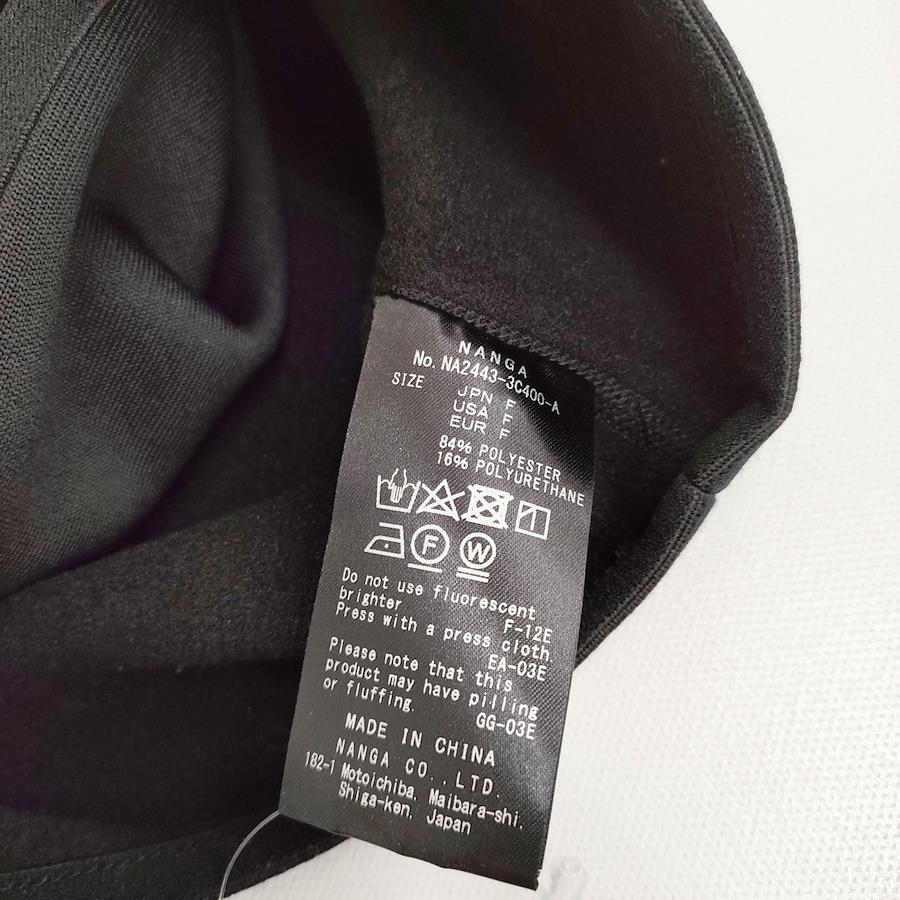 NANGA
No. NA2443-3C400-A
SIZE JPN F
USA F
EUR F
84% POLYESTER
16% POLYURETHANE
F W
Do not use fluorescent
brighter F-12E
Press with a press cloth.
EA-03E
Please note that this
product may have pilling
or fluffing. GG-03E
MADE IN CHINA
NANGA CO., LTD.
182-1 Motoichiba, Maibara-shi,
Shiga-ken, Japan